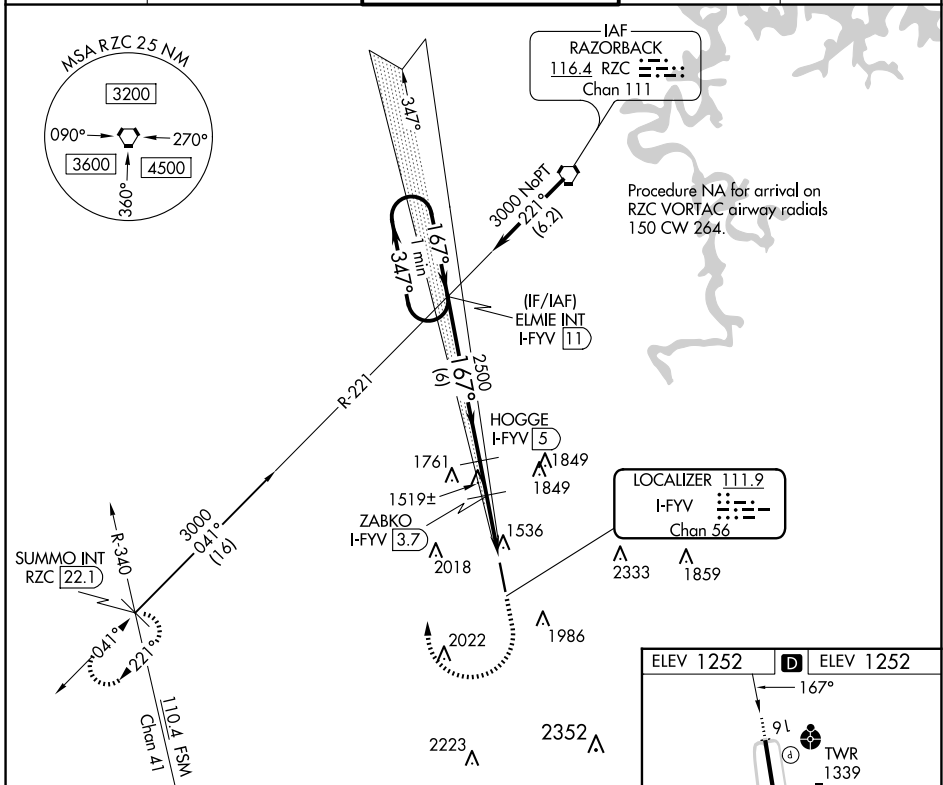 MSA RZC 25 NM
3200
090°
270°
3600
4500
360°
IAF
RAZORBACK
116.4 RZC
Chan 111
Procedure NA for arrival on
RZC VORTAC airway radials
150 CW 264.
347°
3000 NoPT
221°
(6.2)
167°
1 min
347°
(IF/IAF)
ELMIE INT
I-FYV 11
R-221
2500
167°
(6)
HOGGE
I-FYV 5
1761
1849
1849
1519±
ZABKO
I-FYV 3.7
1536
2018
LOCALIZER 111.9
I-FYV
Chan 56
2333
1859
3000
041°
(16)
R-340
SUMMO INT
RZC 22.1
041°
221°
110.4 FSM
Chan 41
2022
1986
2223
2352
ELEV 1252
D
ELEV 1252
167°
16
P
TWR
1339